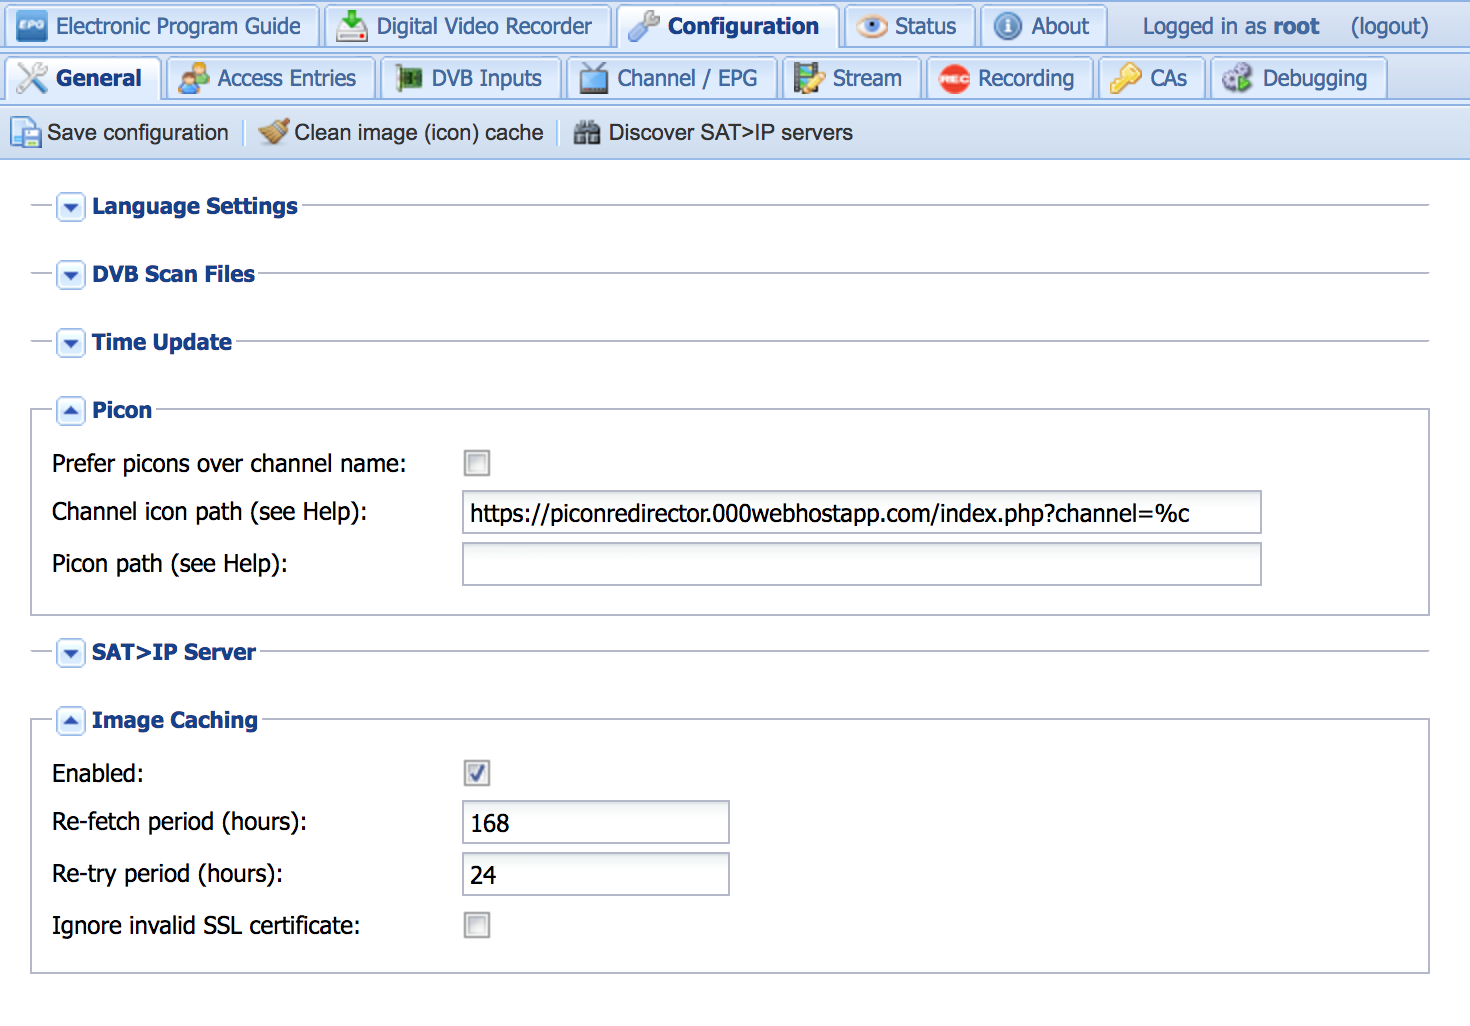 EPG Electronic Program Guide Digital Video Recorder Configuration Status About Logged in as root (logout)
General Access Entries DVB Inputs Channel / EPG Stream REC Recording CAs Debugging
Save configuration Clean image (icon) cache Discover SAT>IP servers
Language Settings
DVB Scan Files
Time Update
Picon
Prefer picons over channel name:
Channel icon path (see Help): https://piconredirector.000webhostapp.com/index.php?channel=%c
Picon path (see Help):
SAT>IP Server
Image Caching
Enabled:
Re-fetch period (hours): 168
Re-try period (hours): 24
Ignore invalid SSL certificate: